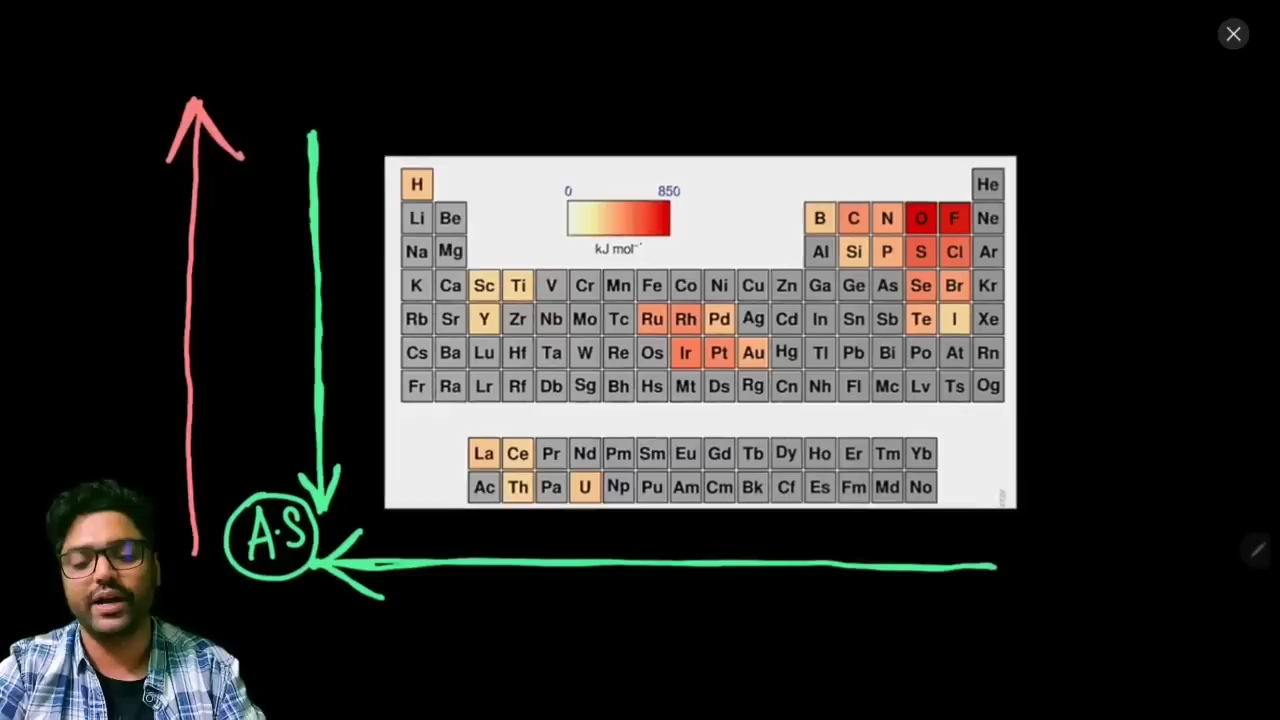 0 850
kJ mol⁻¹
H He
Li Be B C N O F Ne
Na Mg Al Si P S Cl Ar
K Ca Sc Ti V Cr Mn Fe Co Ni Cu Zn Ga Ge As Se Br Kr
Rb Sr Y Zr Nb Mo Tc Ru Rh Pd Ag Cd In Sn Sb Te I Xe
Cs Ba Lu Hf Ta W Re Os Ir Pt Au Hg Tl Pb Bi Po At Rn
Fr Ra Lr Rf Db Sg Bh Hs Mt Ds Rg Cn Nh Fl Mc Lv Ts Og
La Ce Pr Nd Pm Sm Eu Gd Tb Dy Ho Er Tm Yb
Ac Th Pa U Np Pu Am Cm Bk Cf Es Fm Md No
A.S